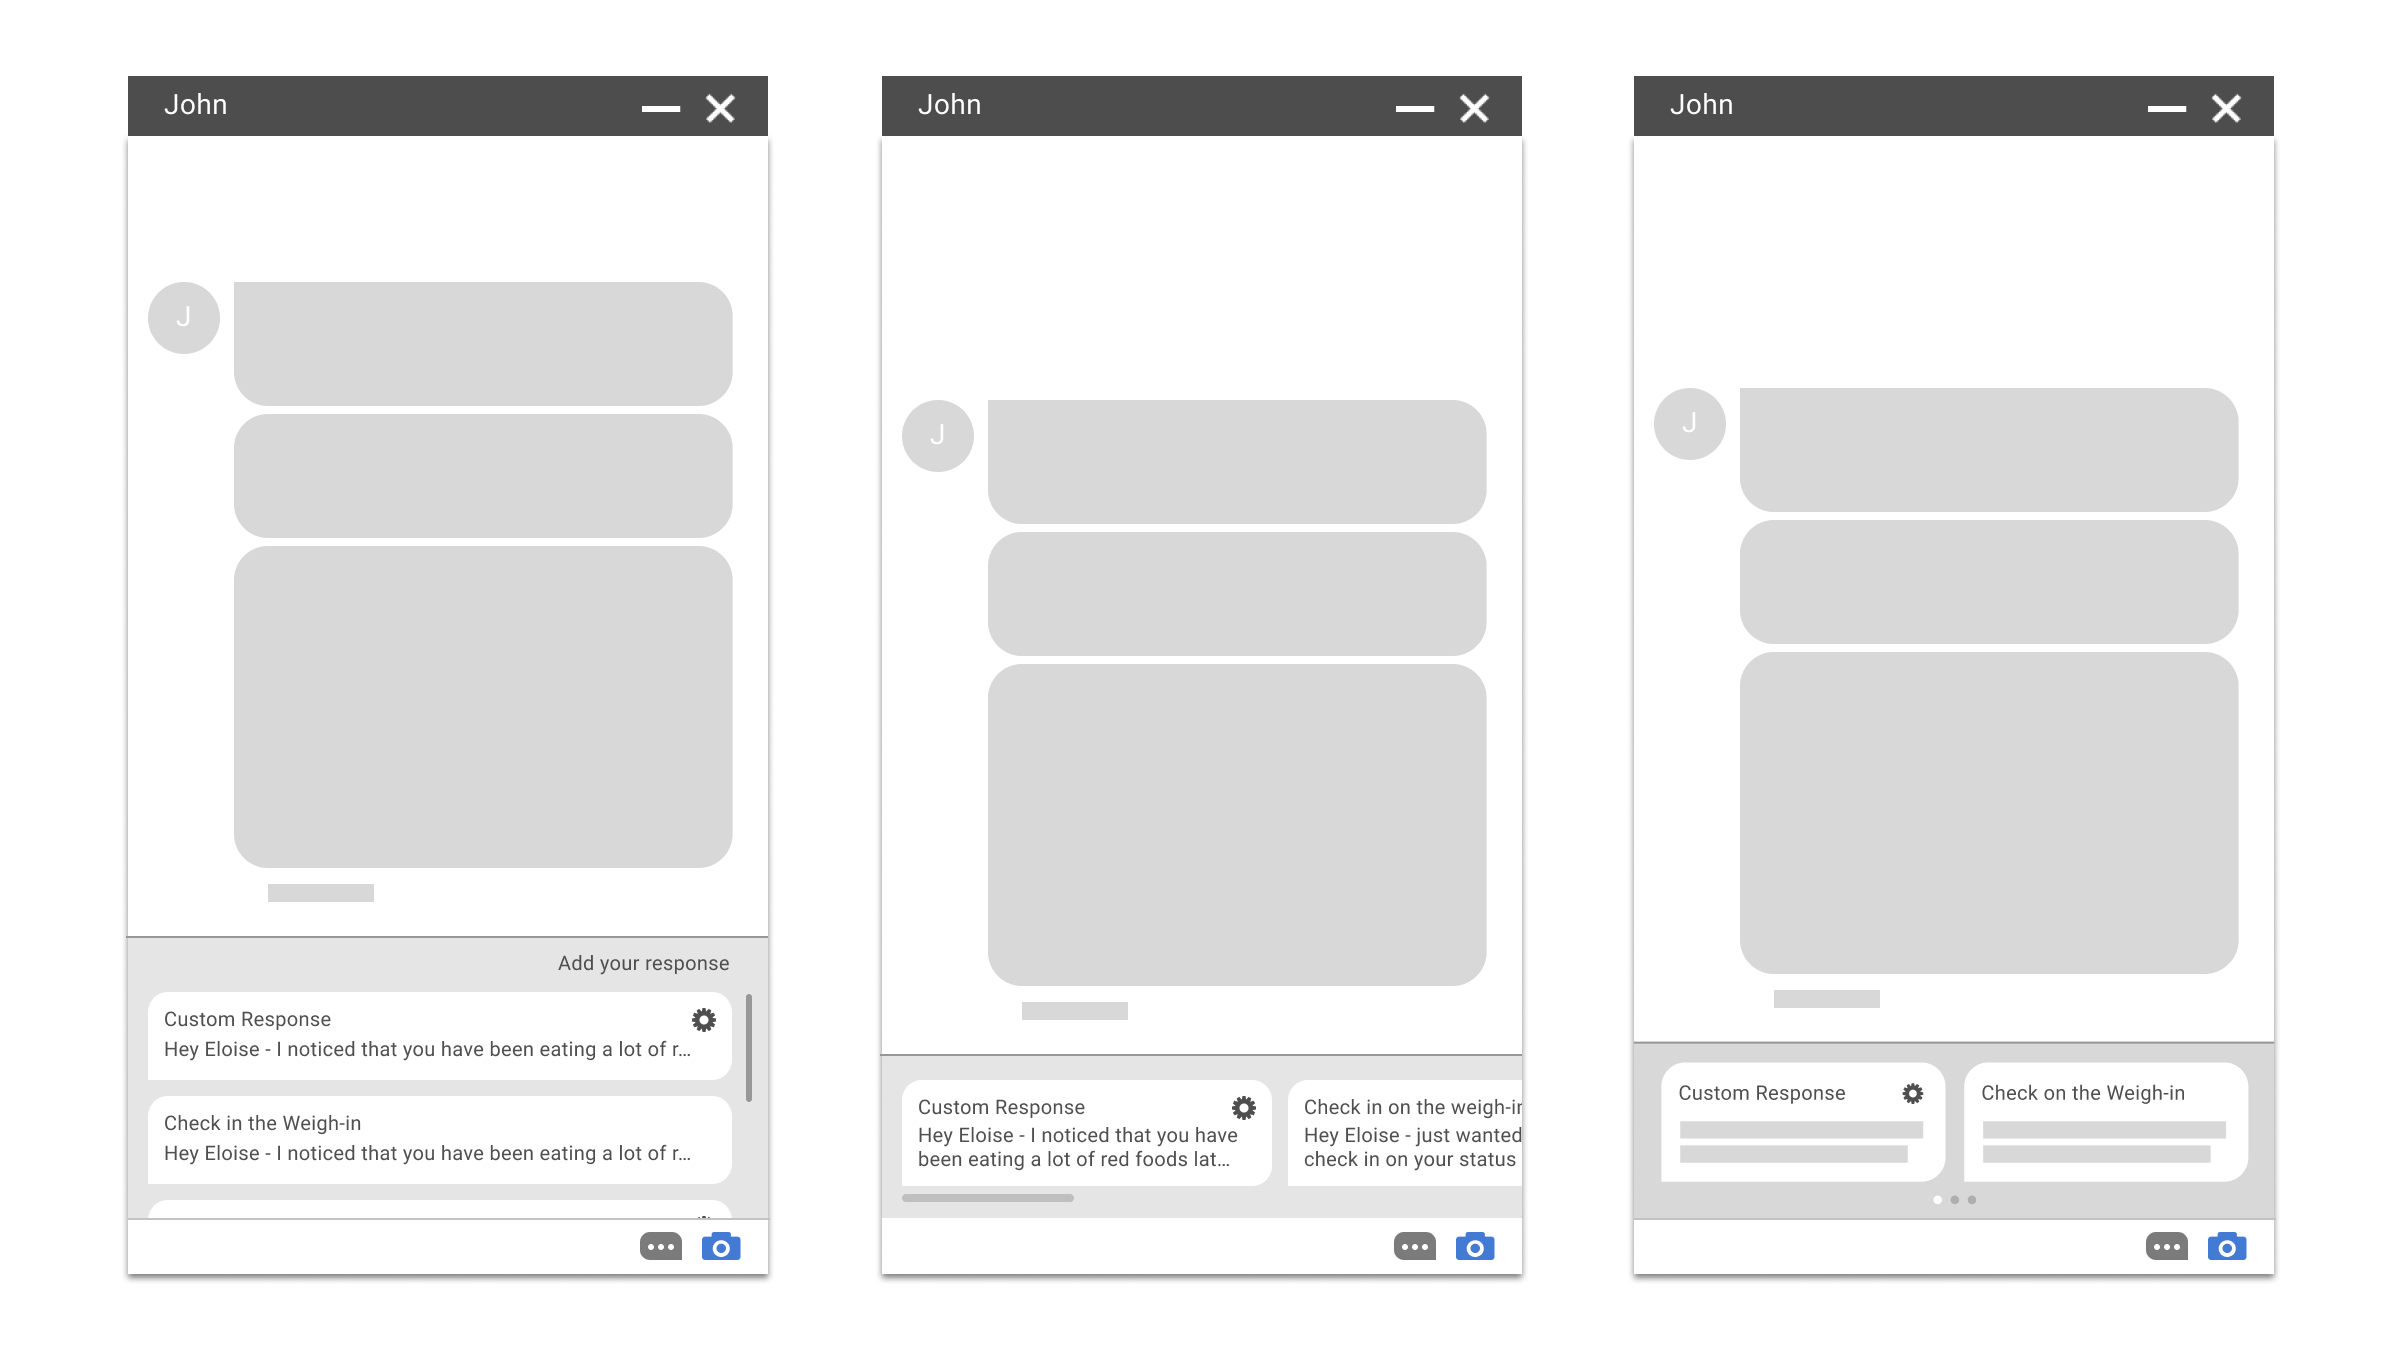 John
J
Add your response
Custom Response
Hey Eloise - I noticed that you have been eating a lot of r...
Check in the Weigh-in
Hey Eloise - I noticed that you have been eating a lot of r...
John
J
Custom Response
Hey Eloise - I noticed that you have
been eating a lot of red foods lat...
Check in on the weigh-in
Hey Eloise - just wanted
check in on your status
John
J
Custom Response
Check on the Weigh-in